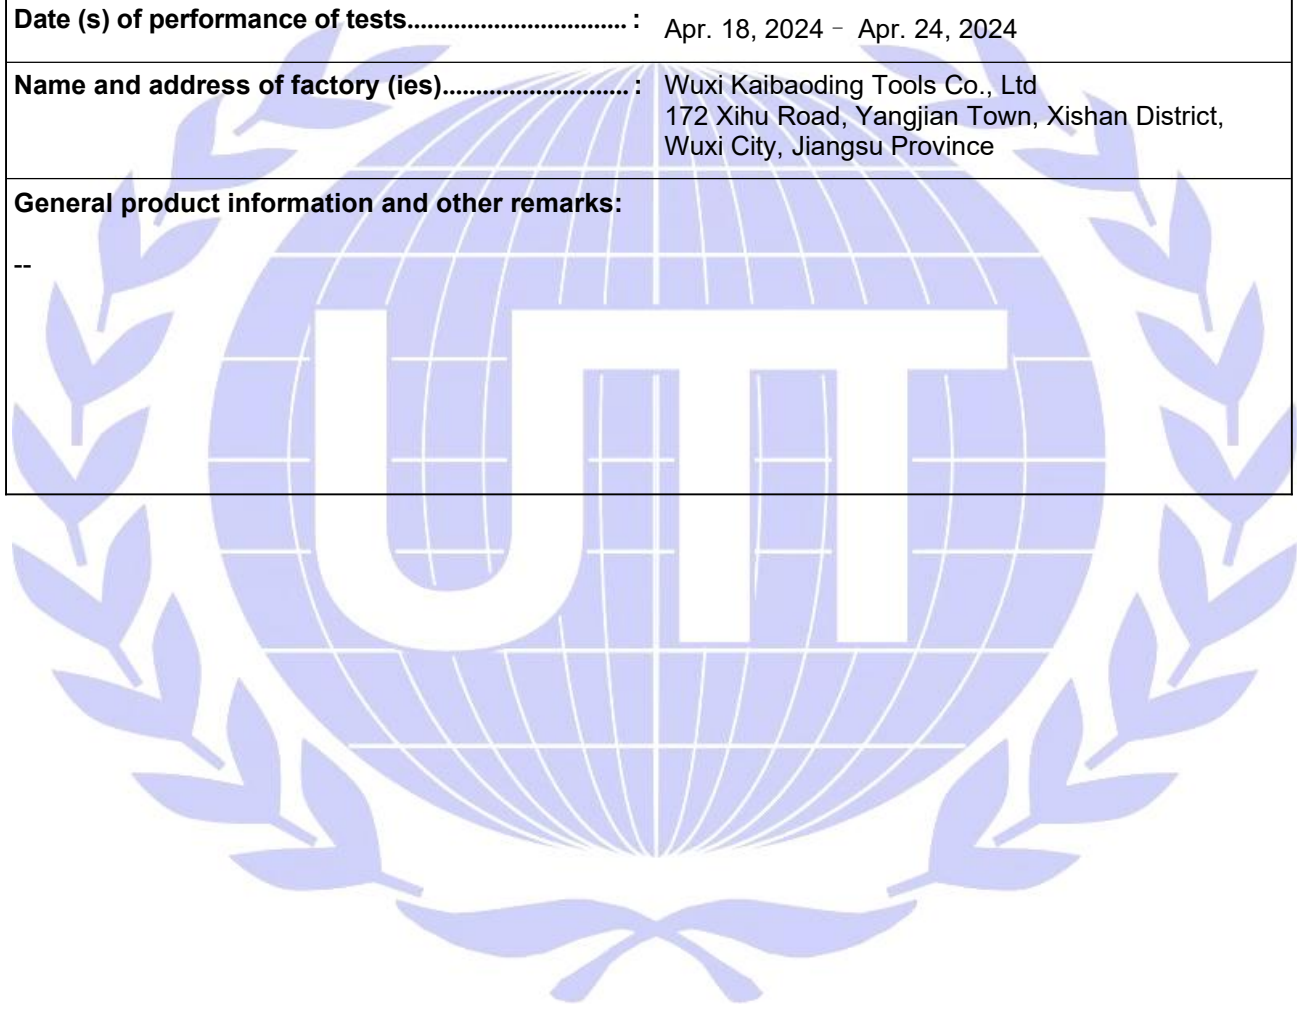 Date (s) of performance of tests................................. : Apr. 18, 2024 – Apr. 24, 2024
Name and address of factory (ies)............................ : Wuxi Kaibaoding Tools Co., Ltd
172 Xihu Road, Yangjian Town, Xishan District,
Wuxi City, Jiangsu Province
General product information and other remarks:
--
UTT